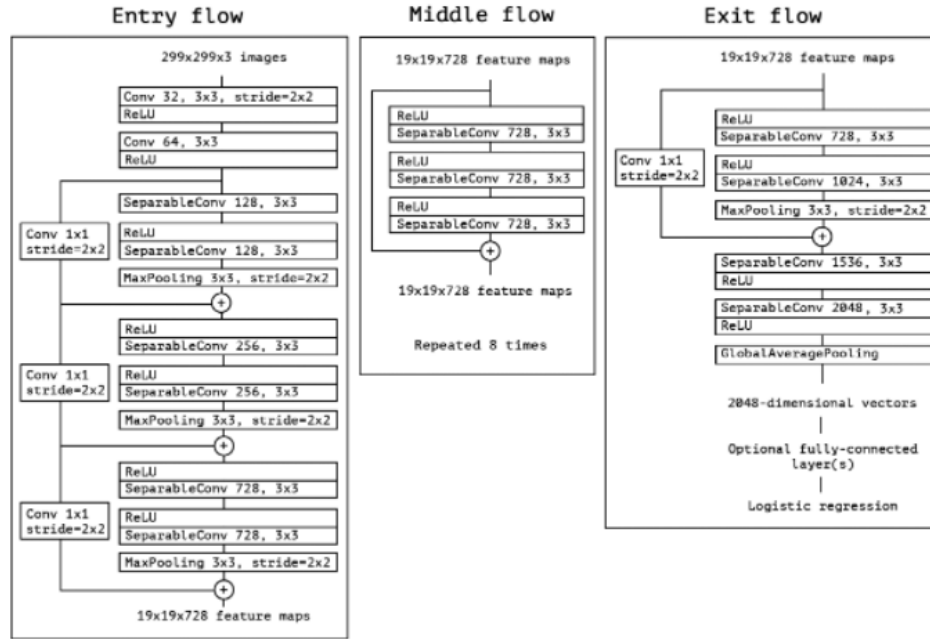 Entry flow
299x299x3 images
Conv 32, 3x3, stride=2x2
ReLU
Conv 64, 3x3
ReLU
SeparableConv 128, 3x3
Conv 1x1
stride=2x2
ReLU
SeparableConv 128, 3x3
MaxPooling 3x3, stride=2x2
+
ReLU
SeparableConv 256, 3x3
Conv 1x1
stride=2x2
ReLU
SeparableConv 256, 3x3
MaxPooling 3x3, stride=2x2
+
ReLU
SeparableConv 728, 3x3
Conv 1x1
stride=2x2
ReLU
SeparableConv 728, 3x3
MaxPooling 3x3, stride=2x2
+
19x19x728 feature maps
Middle flow
19x19x728 feature maps
ReLU
SeparableConv 728, 3x3
ReLU
SeparableConv 728, 3x3
ReLU
SeparableConv 728, 3x3
+
19x19x728 feature maps
Repeated 8 times
Exit flow
19x19x728 feature maps
ReLU
SeparableConv 728, 3x3
Conv 1x1
stride=2x2
ReLU
SeparableConv 1024, 3x3
MaxPooling 3x3, stride=2x2
+
SeparableConv 1536, 3x3
ReLU
SeparableConv 2048, 3x3
ReLU
GlobalAveragePooling
2048-dimensional vectors
Optional fully-connected
layer(s)
Logistic regression